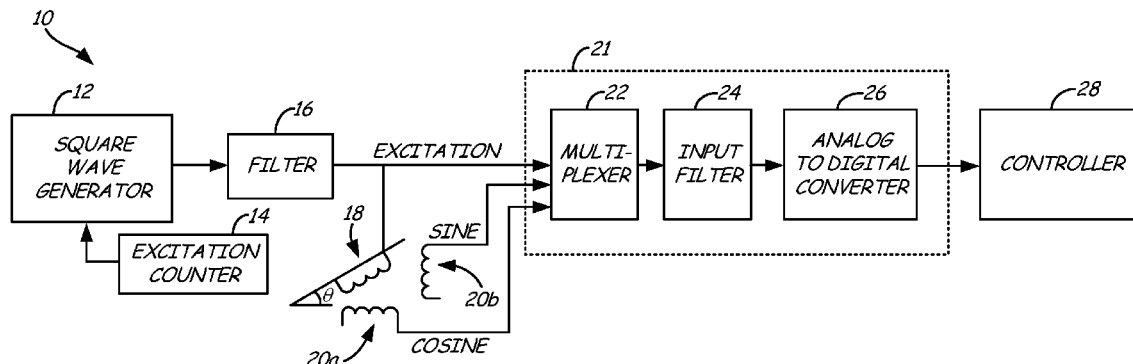 10
12
SQUARE
WAVE
GENERATOR
14
EXCITATION
COUNTER
16
FILTER
EXCITATION
18
θ
SINE
20b
COSINE
20a
21
22
MULTI-
PLEXER
24
INPUT
FILTER
26
ANALOG
TO DIGITAL
CONVERTER
28
CONTROLLER